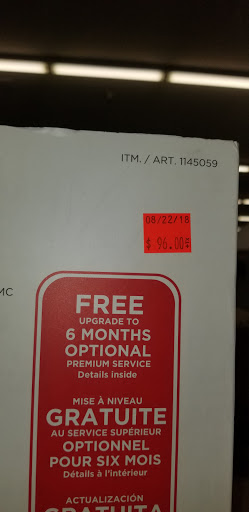 ITM. / ART. 1145059
08/22/18
$ 96.00
MC
FREE
UPGRADE TO
6 MONTHS
OPTIONAL
PREMIUM SERVICE
Details inside
MISE À NIVEAU
GRATUITE
AU SERVICE SUPÉRIEUR
OPTIONNEL
POUR SIX MOIS
Détails à l'intérieur
ACTUALIZACIÓN
GRATUITA